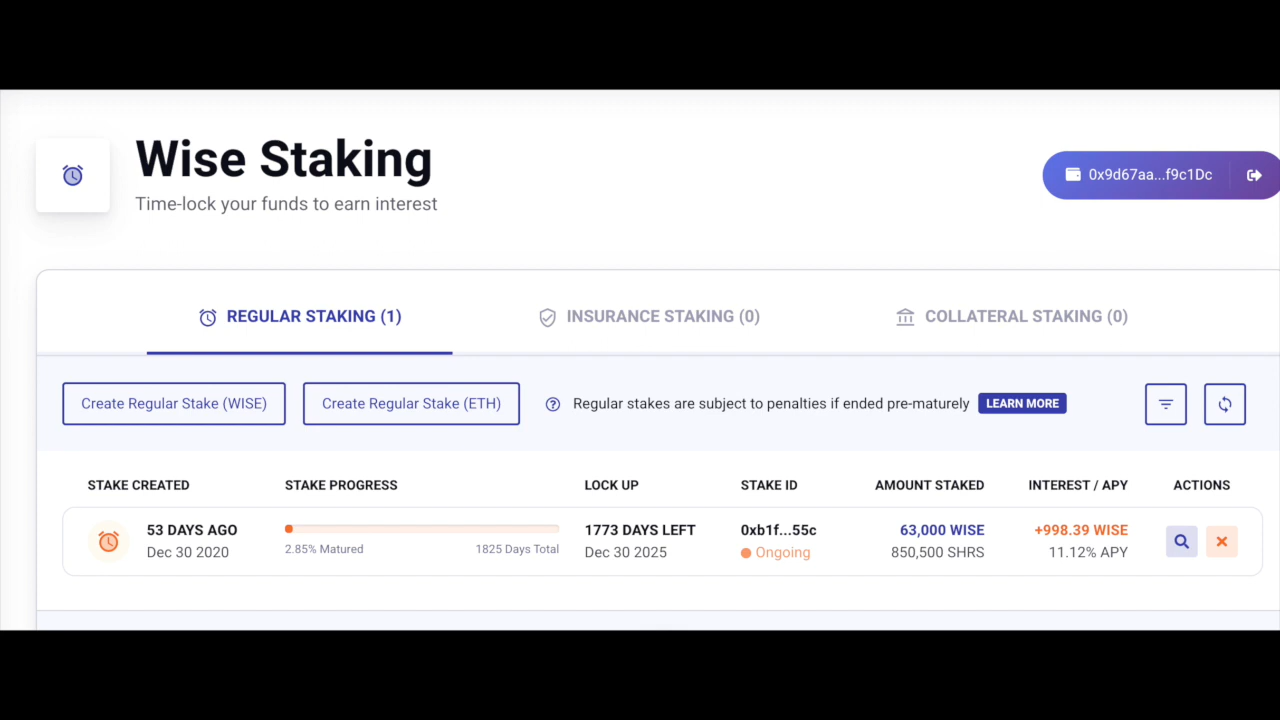 Wise Staking
Time-lock your funds to earn interest
0x9d67aa...f9c1Dc
REGULAR STAKING (1)
INSURANCE STAKING (0)
COLLATERAL STAKING (0)
Create Regular Stake (WISE)
Create Regular Stake (ETH)
Regular stakes are subject to penalties if ended pre-maturely
LEARN MORE
STAKE CREATED
STAKE PROGRESS
LOCK UP
STAKE ID
AMOUNT STAKED
INTEREST / APY
ACTIONS
53 DAYS AGO
Dec 30 2020
2.85% Matured
1825 Days Total
1773 DAYS LEFT
Dec 30 2025
0xb1f...55c
Ongoing
63,000 WISE
850,500 SHRS
+998.39 WISE
11.12% APY